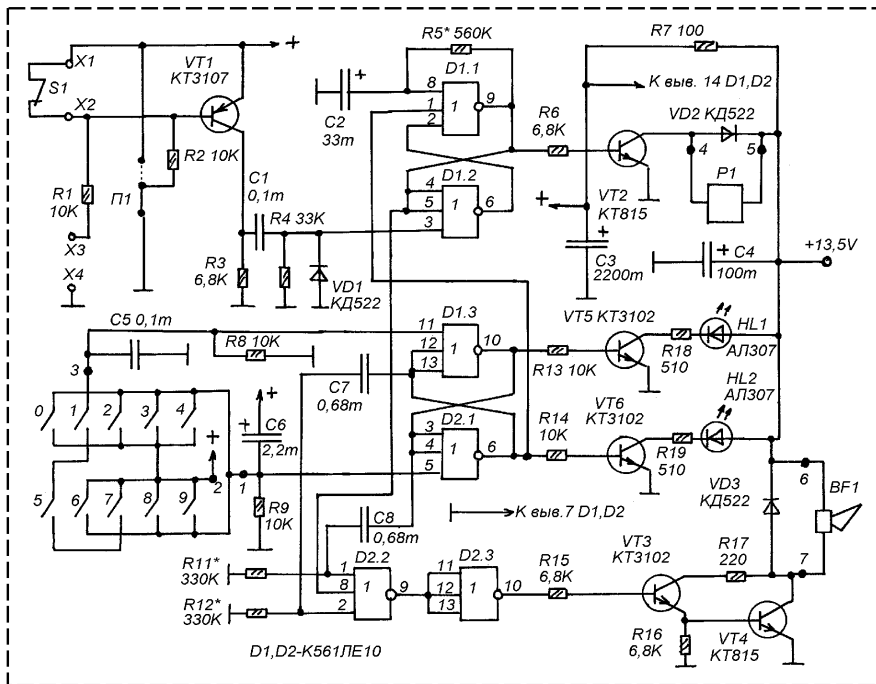 R5* 560K
R7 100
X1
VT1
КТ3107
+
S1
X2
+
C2
33m
8
1
2
D1.1
1
9
К выв. 14 D1,D2
R6
6,8K
VD2 КД522
4
5
P1
R2 10K
R1
10K
П1
C1
0,1m
R4 33K
D1.2
4
5
3
1
6
VT2
КТ815
+
X3
X4
R3
6,8K
VD1
КД522
+
C3
2200m
+ C4
100m
+13,5V
C5 0,1m
R8 10K
D1.3
11
12
13
1
10
VT5 КТ3102
R13 10K
R18
510
HL1
АЛ307
3
C7
0,68m
0
1
2
3
4
+
+
C6
2,2m
D2.1
3
4
5
1
6
R14
10K
VT6
КТ3102
R19
510
HL2
АЛ307
5
6
7
8
9
+
2
1
R9
10K
C8
0,68m
К выв.7 D1,D2
VD3
КД522
6
BF1
7
R11*
330K
R12*
330K
D2.2
1
8
2
1
9
D2.3
11
12
13
1
10
R15
6,8K
VT3
КТ3102
R17
220
R16
6,8K
VT4
КТ815
D1,D2-К561ЛЕ10